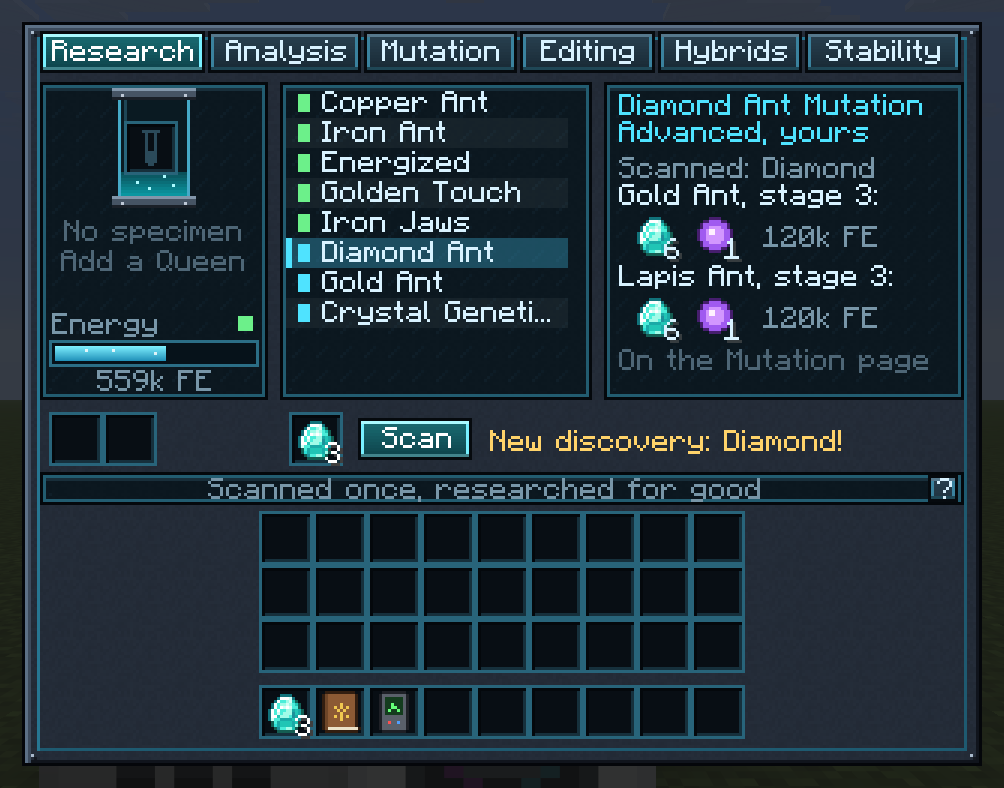 Research Analysis Mutation Editing Hybrids Stability
No specimen
Add a Queen
Energy
559k FE
Copper Ant
Iron Ant
Energized
Golden Touch
Iron Jaws
Diamond Ant
Gold Ant
Crystal Geneti...
Diamond Ant Mutation
Advanced, yours
Scanned: Diamond
Gold Ant, stage 3:
6 1 120k FE
Lapis Ant, stage 3:
6 1 120k FE
On the Mutation page
3 Scan New discovery: Diamond!
Scanned once, researched for good ?
3